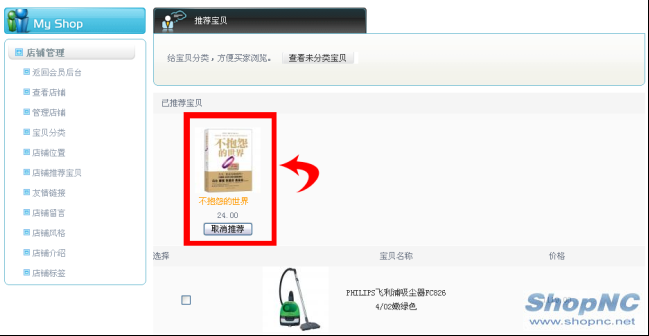 My Shop
店铺管理
返回会员后台
查看店铺
管理店铺
宝贝分类
店铺位置
店铺推荐宝贝
友情链接
店铺留言
店铺风格
店铺介绍
店铺标签
推荐宝贝
给宝贝分类，方便买家浏览。 查看未分类宝贝
已推荐宝贝
不抱怨的世界
不抱怨的世界
24.00
取消推荐
选择 宝贝名称 价格
PHILIPS飞利浦吸尘器FC826
4/02嫩绿色
ShopNC
www.shopnc.net